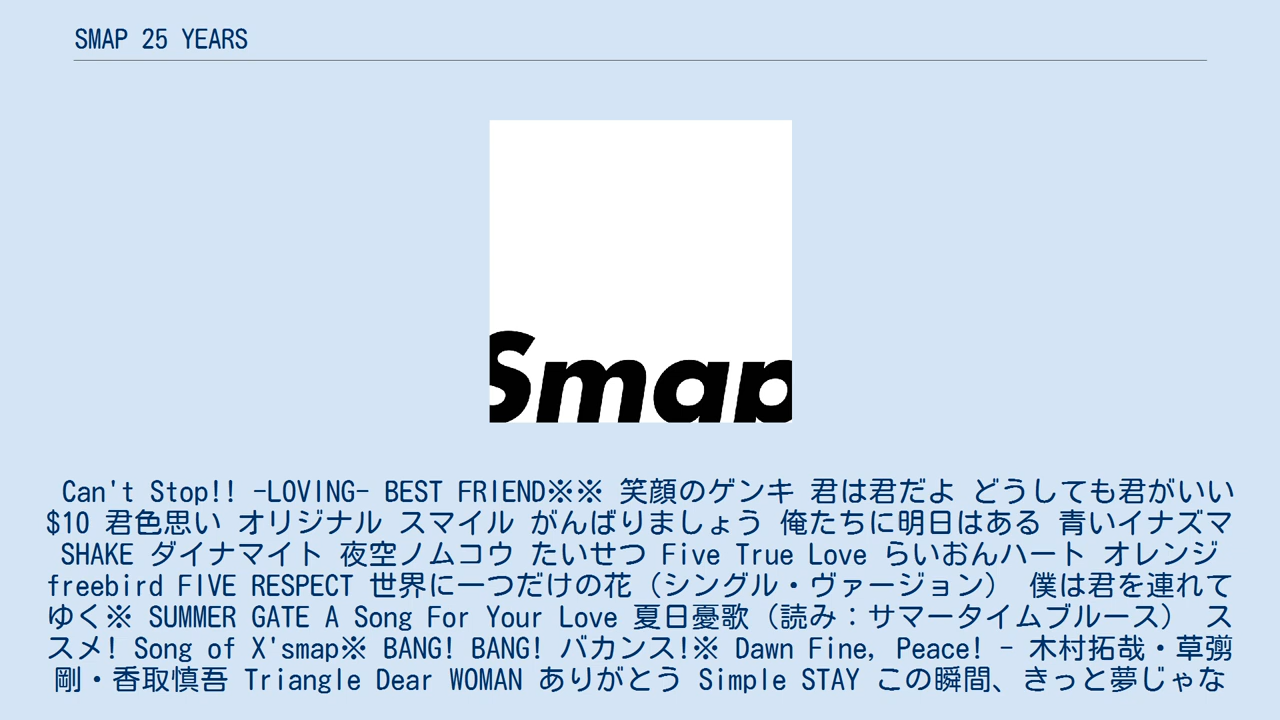 SMAP 25 YEARS
Smap
Can't Stop!! -LOVING- BEST FRIEND※※ 笑顔のゲンキ 君は君だよ どうしても君がいい
$10 君色思い オリジナル スマイル がんばりましょう 俺たちに明日はある 青いイナズマ
SHAKE ダイナマイト 夜空ノムコウ たいせつ Five True Love らいおんハート オレンジ
freebird FIVE RESPECT 世界に一つだけの花（シングル・ヴァージョン） 僕は君を連れて
ゆく※ SUMMER GATE A Song For Your Love 夏日憂歌（読み：サマータイムブルース） ス
スメ! Song of X'smap※ BANG! BANG! バカンス!※ Dawn Fine, Peace! - 木村拓哉・草彅
剛・香取慎吾 Triangle Dear WOMAN ありがとう Simple STAY この瞬間、きっと夢じゃな